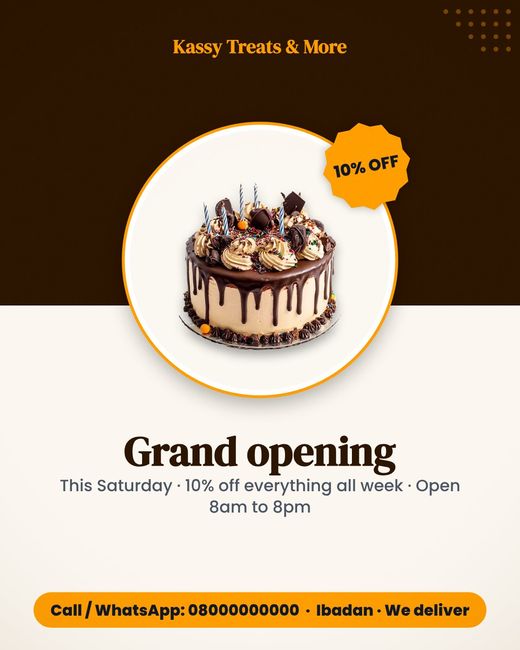 Kassy Treats & More
10% OFF
Grand opening
This Saturday · 10% off everything all week · Open
8am to 8pm
Call / WhatsApp: 08000000000 · Ibadan · We deliver